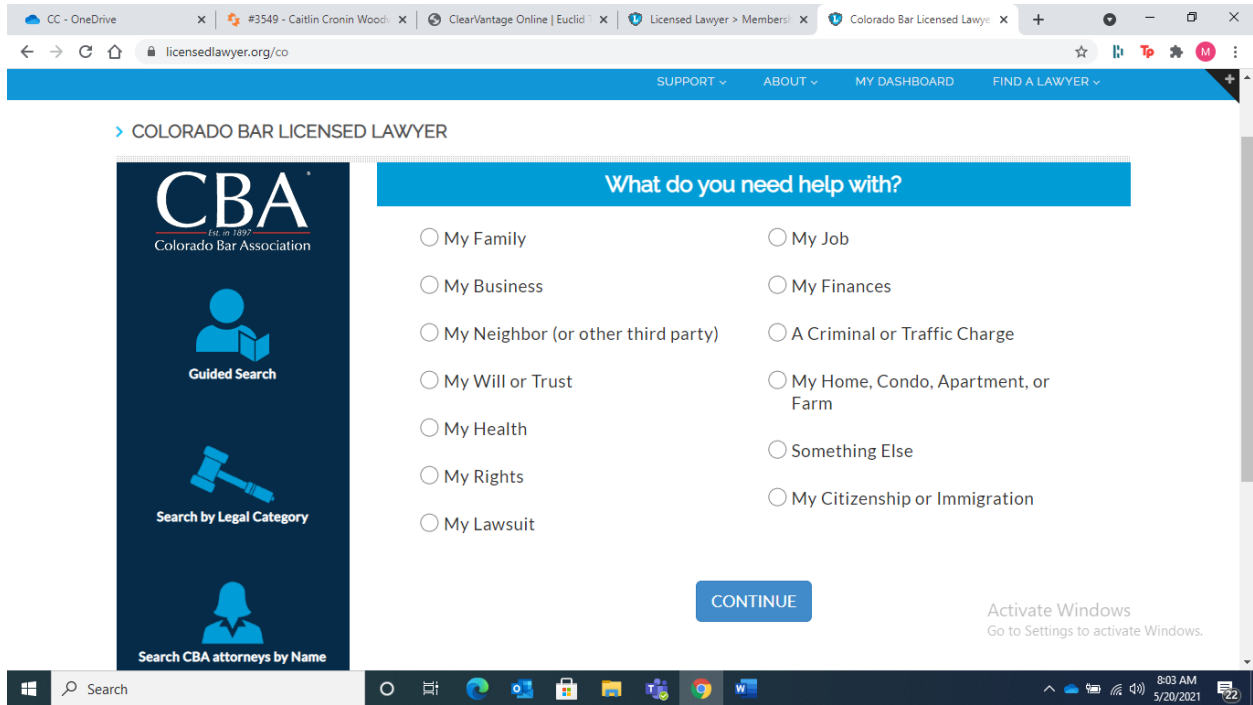 CC - OneDrive
#3549 - Caitlin Cronin Woodw
ClearVantage Online | Euclid T
Licensed Lawyer > Membersh
Colorado Bar Licensed Lawye
licensedlawyer.org/co
M
SUPPORT
ABOUT
MY DASHBOARD
FIND A LAWYER
COLORADO BAR LICENSED LAWYER
CBA
Est. in 1897
Colorado Bar Association
Guided Search
Search by Legal Category
Search CBA attorneys by Name
What do you need help with?
My Family
My Business
My Neighbor (or other third party)
My Will or Trust
My Health
My Rights
My Lawsuit
My Job
My Finances
A Criminal or Traffic Charge
My Home, Condo, Apartment, or
Farm
Something Else
My Citizenship or Immigration
CONTINUE
Activate Windows
Go to Settings to activate Windows.
Search
8:03 AM
5/20/2021
22